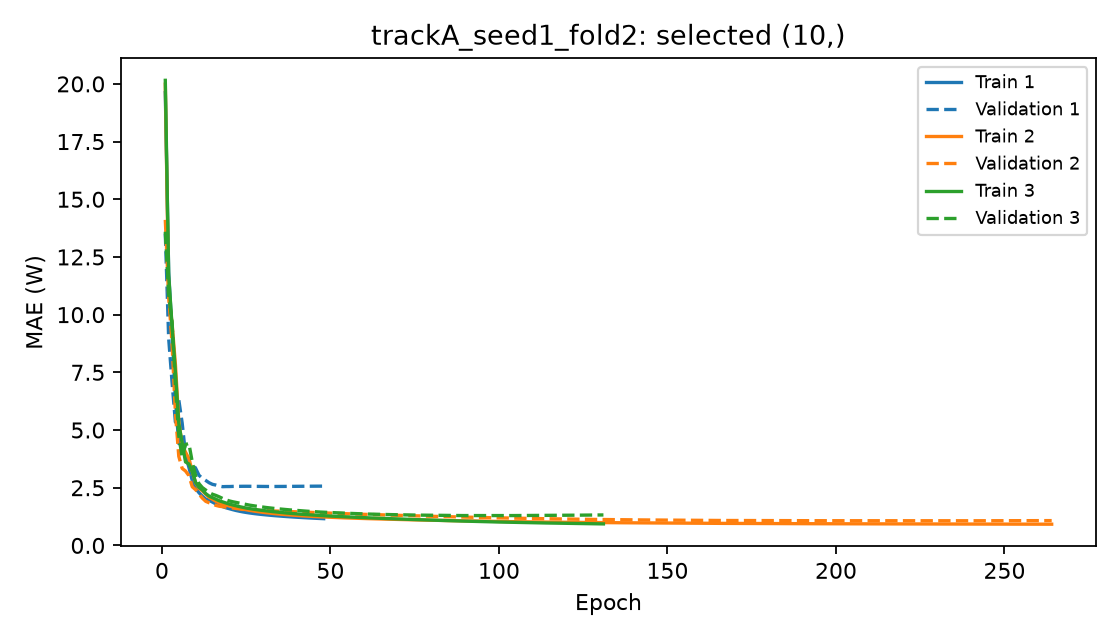 trackA_seed1_fold2: selected (10,)
MAE (W)
20.0
17.5
15.0
12.5
10.0
7.5
5.0
2.5
0.0
Train 1
Validation 1
Train 2
Validation 2
Train 3
Validation 3
0 50 100 150 200 250
Epoch